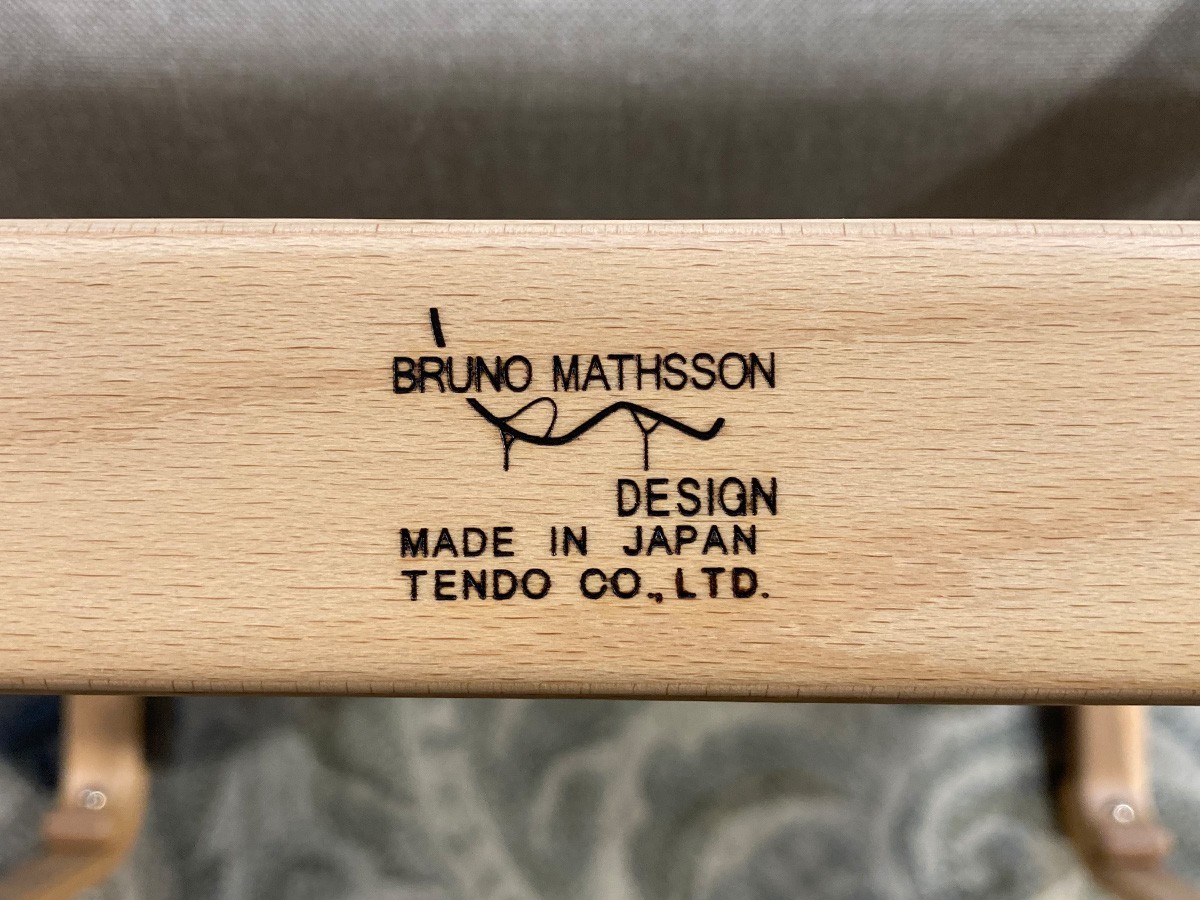 BRUNO MATHSSON
DESIGN
MADE IN JAPAN
TENDO CO.,LTD.